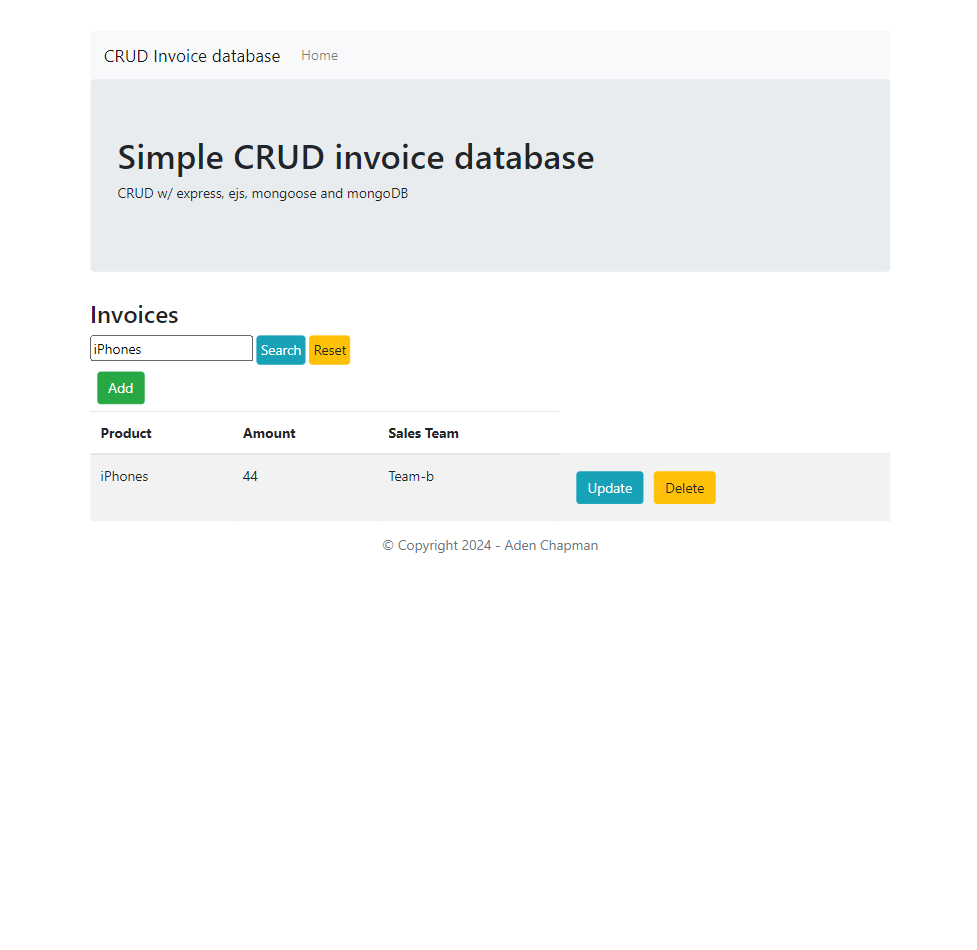 CRUD Invoice database Home
Simple CRUD invoice database
CRUD w/ express, ejs, mongoose and mongoDB
Invoices
iPhones Search Reset
Add
Product Amount Sales Team
iPhones 44 Team-b Update Delete
© Copyright 2024 - Aden Chapman